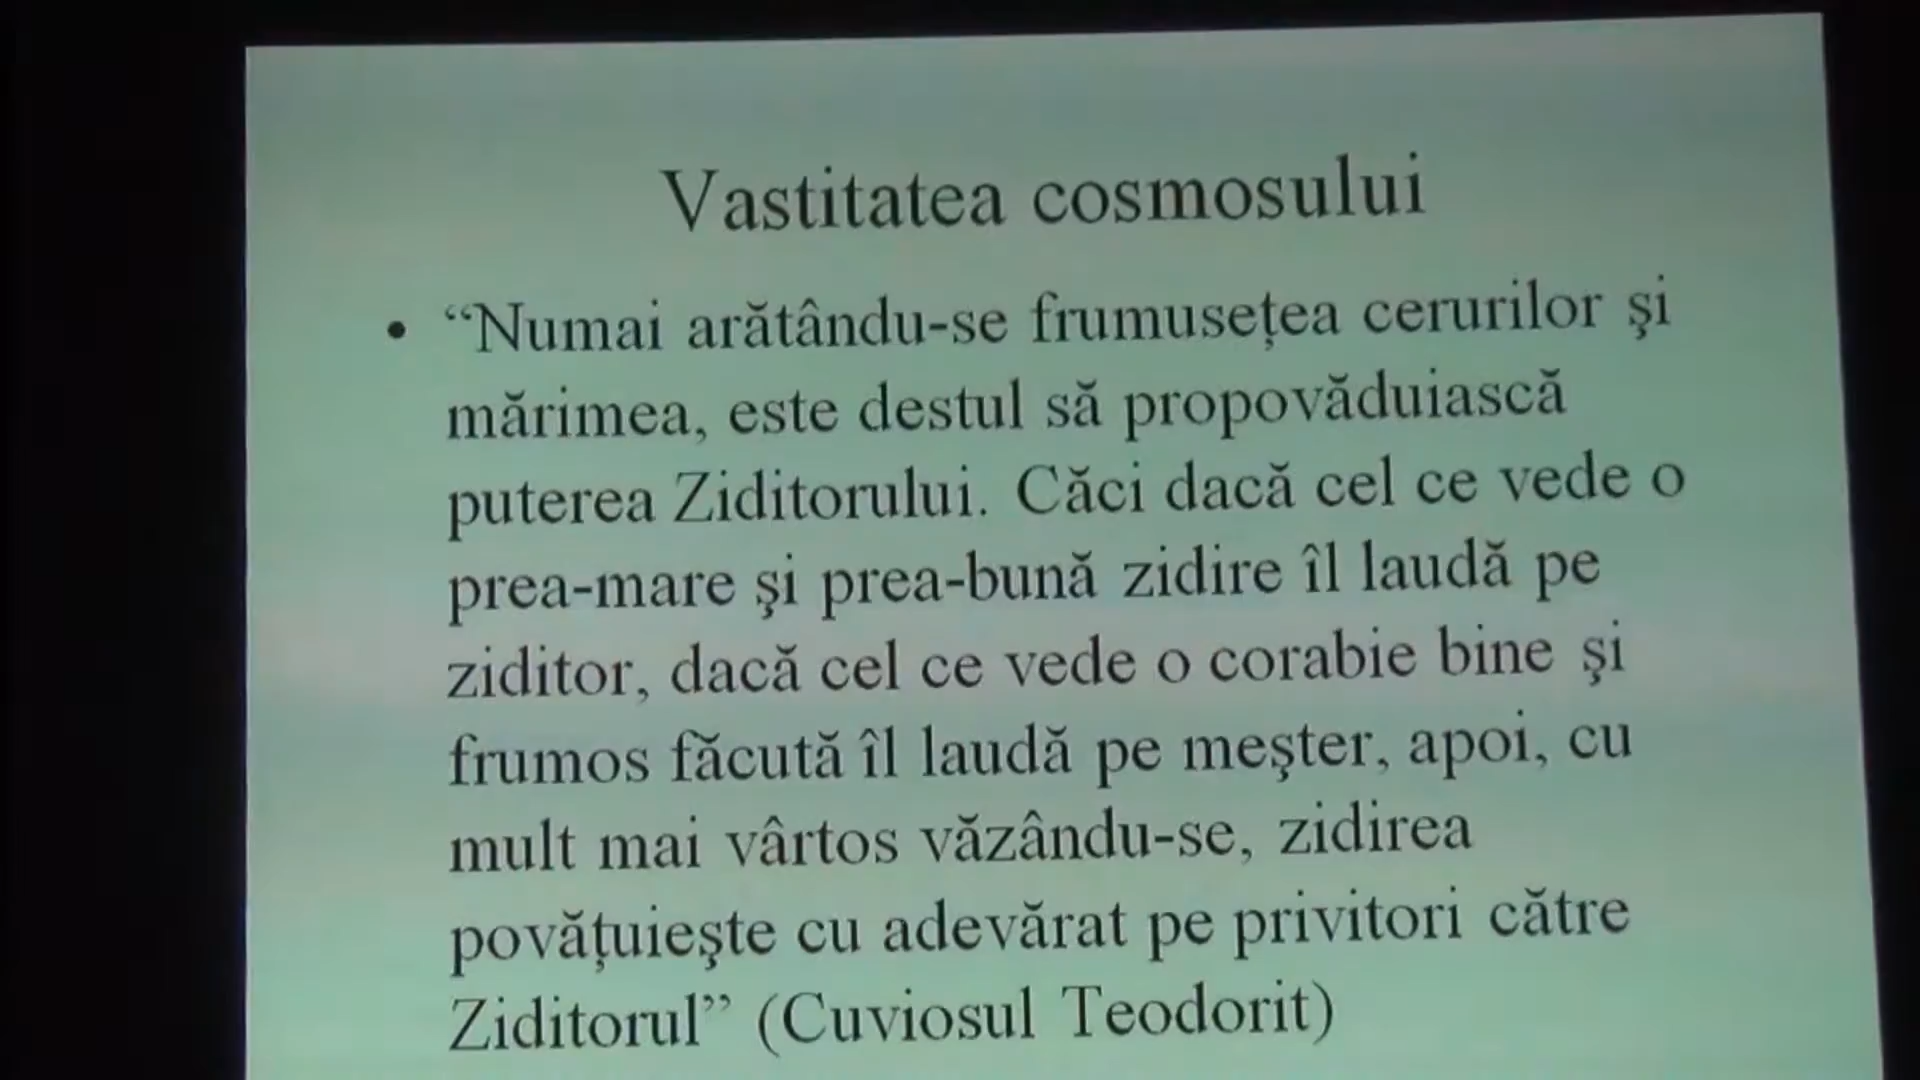 Vastitatea cosmosului
• “Numai arătându-se frumuseţea cerurilor şi
mărimea, este destul să propovăduiască
puterea Ziditorului. Căci dacă cel ce vede o
prea-mare şi prea-bună zidire îl laudă pe
ziditor, dacă cel ce vede o corabie bine şi
frumos făcută îl laudă pe meşter, apoi, cu
mult mai vârtos văzându-se, zidirea
povăţuieşte cu adevărat pe privitori către
Ziditorul” (Cuviosul Teodorit)